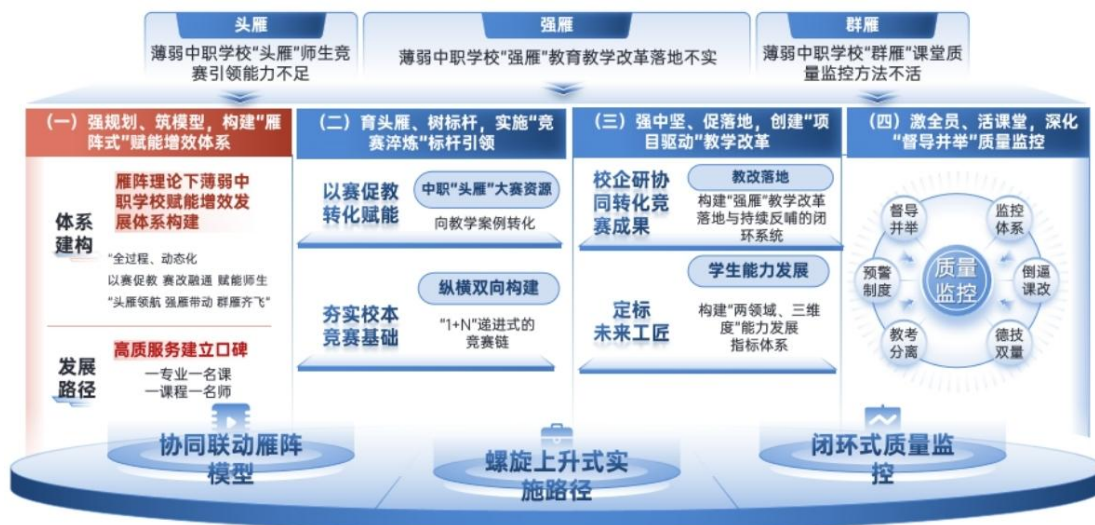 头雁
薄弱中职学校“头雁”师生竞
赛引领能力不足
强雁
薄弱中职学校“强雁”教育教学改革落地不实
群雁
薄弱中职学校“群雁”课堂质
量监控方法不活
（一）强规划、筑模型，构建“雁
阵式”赋能增效体系
体系
建构
雁阵理论下薄弱中
职学校赋能增效发
展体系构建
“全过程、动态化
以赛促教 赛改融通 赋能师生
“头雁领航 强雁带动 群雁齐飞”
发展
路径
高质服务建立口碑
一专业一名课
一课程一名师
（二）育头雁、树标杆，实施“竞
赛淬炼”标杆引领
以赛促教
转化赋能
中职“头雁”大赛资源
向教学案例转化
夯实校本
竞赛基础
纵横双向构建
“1+N”递进式的
竞赛链
（三）强中坚、促落地，创建“项
目驱动”教学改革
校企研协
同转化竞
赛成果
教改落地
构建“强雁”教学改革
落地与持续反哺的闭
环系统
定标
未来工匠
学生能力发展
构建“两领域、三维
度”能力发展
指标体系
（四）激全员、活课堂，深化
“督导并举”质量监控
督导
并举
监控
体系
预警
制度
质量
监控
倒逼
课改
教考
分离
德技
双量
协同联动雁阵
模型
螺旋上升式实
施路径
闭环式质量监
控